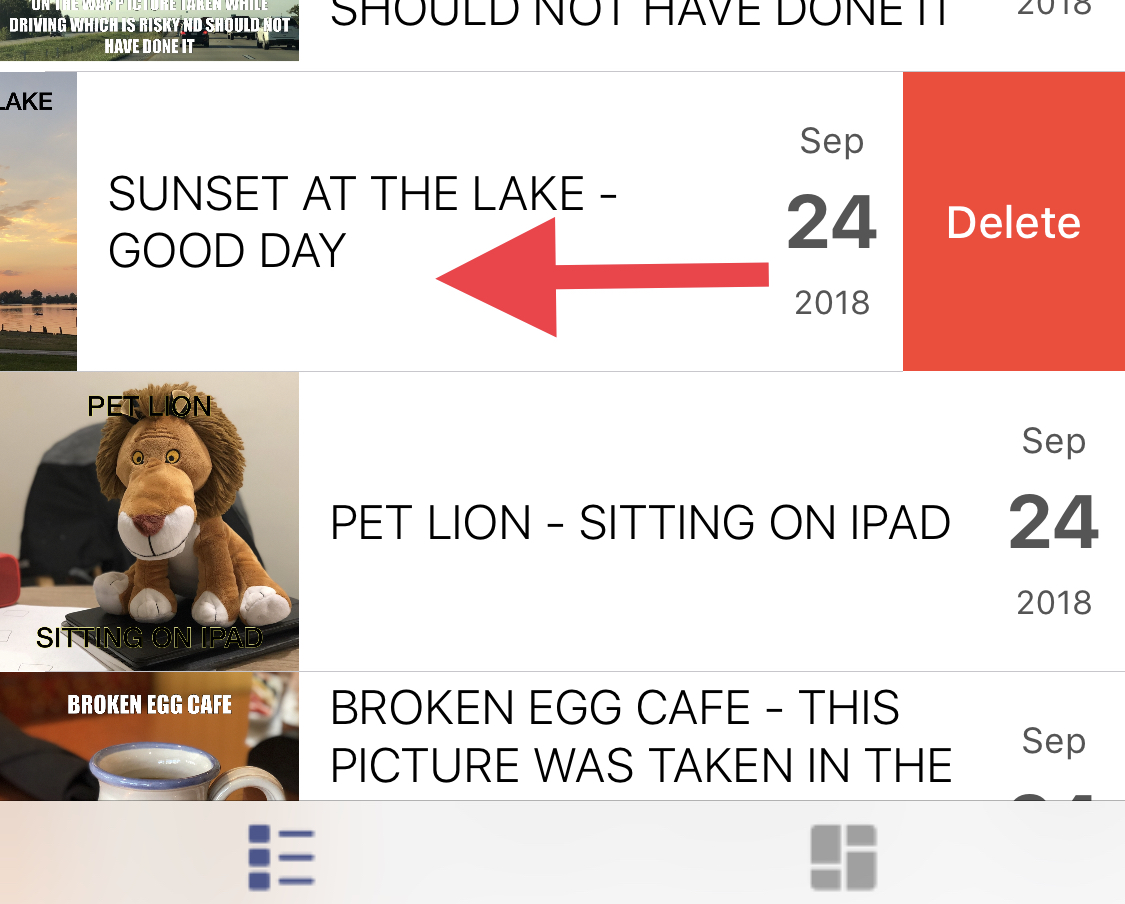 ON THE WAY PICTURE TAKEN WHILE
DRIVING WHICH IS RISKY ND SHOULD NOT
HAVE DONE IT
SHOULD NOT HAVE DONE IT
2018
LAKE
SUNSET AT THE LAKE -
GOOD DAY
Sep
24
2018
Delete
PET LION
SITTING ON IPAD
PET LION - SITTING ON IPAD
Sep
24
2018
BROKEN EGG CAFE
BROKEN EGG CAFE - THIS
PICTURE WAS TAKEN IN THE
Sep
24